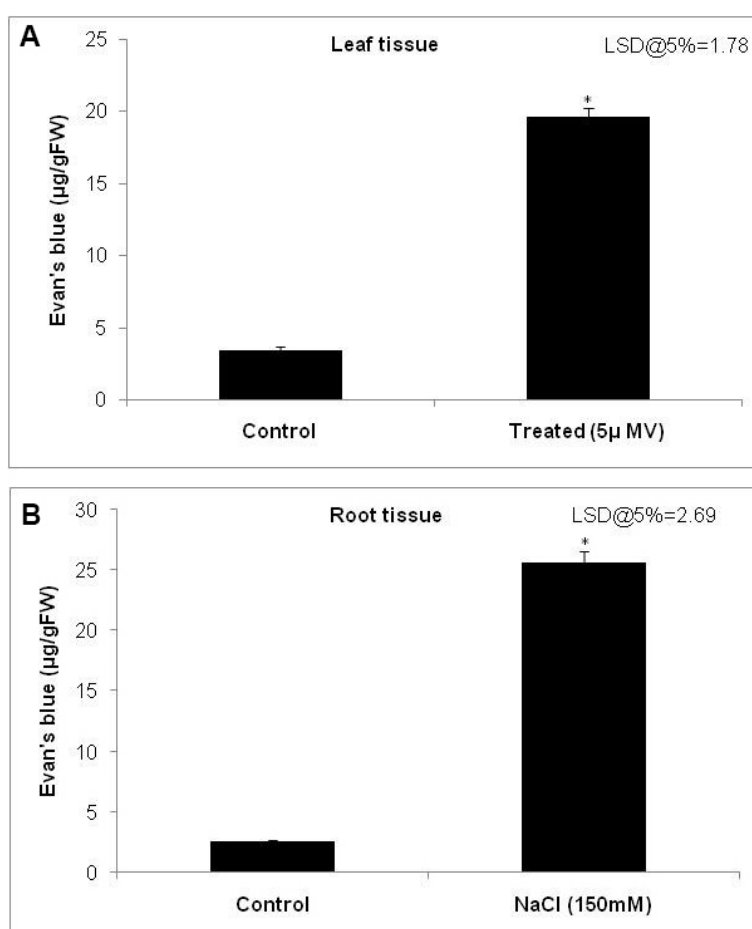 A
Leaf tissue
LSD@5%=1.78
Evan's blue (µg/gFW)
25
20
15
10
5
0
*
Control
Treated (5µ MV)
B
Root tissue
LSD@5%=2.69
Evan's blue (µg/gFW)
30
25
20
15
10
5
0
*
Control
NaCl (150mM)